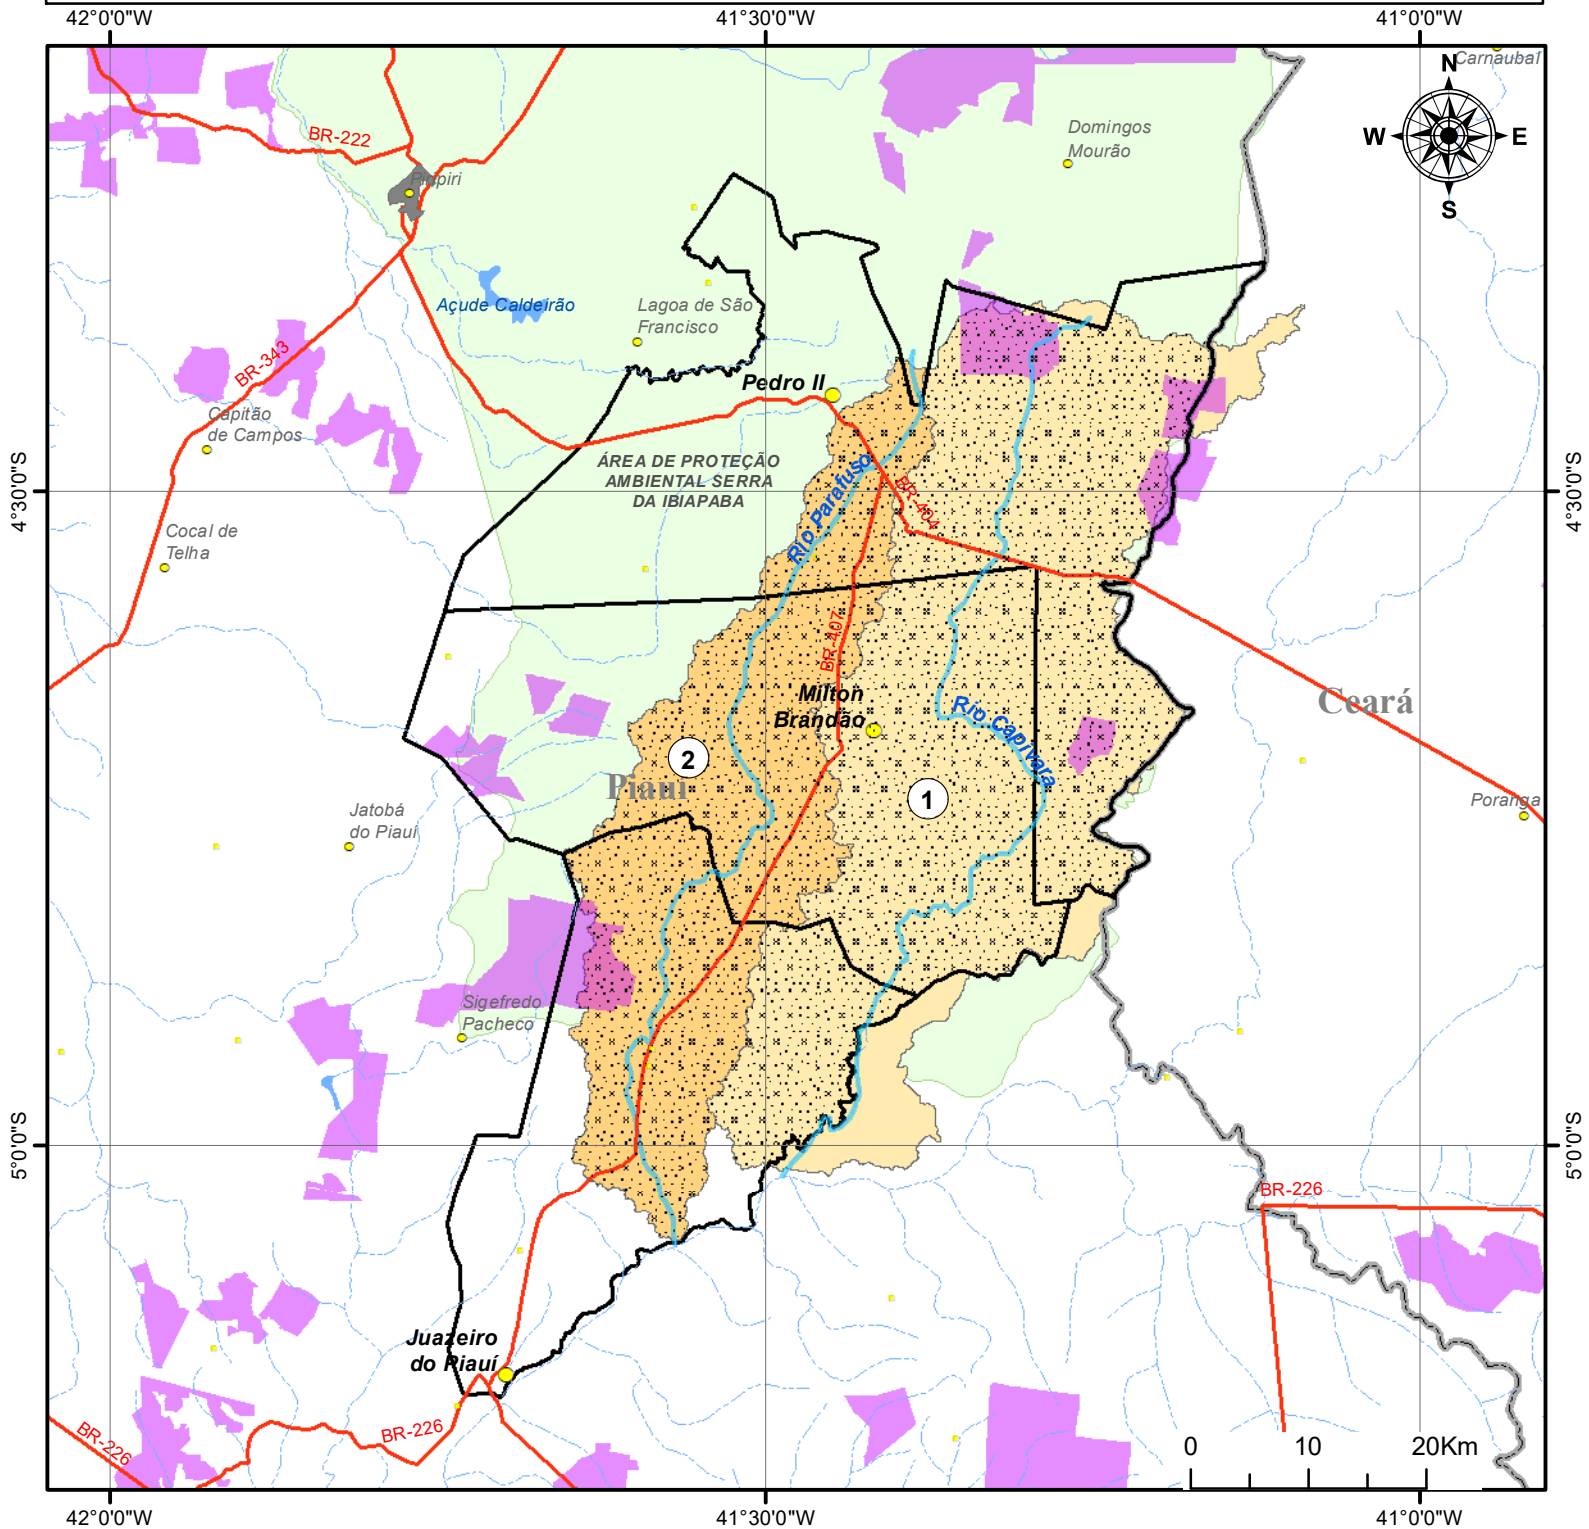 42°0'0"W
41°30'0"W
41°0'0"W
Carnaubal
N
W
E
S
BR-222
Domingos
Mourão
Piripiri
Açude Caldeirão
Lagoa de São
Francisco
BR-343
Pedro II
Capitão
de Campos
ÁREA DE PROTEÇÃO
AMBIENTAL SERRA
DA IBIAPABA
4°30'0"S
4°30'0"S
Rio Parafuso
BR-404
Cocal de
Telha
BR-407
Milton
Brandão
Rio Capivara
Ceará
2
Piauí
1
Jatobá
do Piauí
Poranga
Sigefredo
Pacheco
5°0'0"S
5°0'0"S
BR-226
Juazeiro
do Piauí
BR-226
BR-226
0
10
20Km
42°0'0"W
41°30'0"W
41°0'0"W